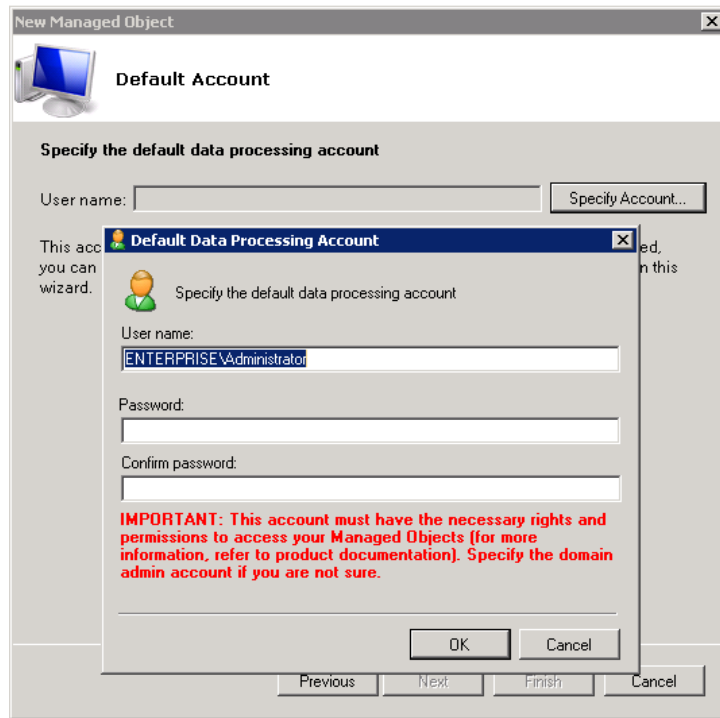 New Managed Object
Default Account
Specify the default data processing account
User name:
Specify Account...
This acc
ed,
you can
n this
wizard.
Default Data Processing Account
Specify the default data processing account
User name:
ENTERPRISE\Administrator
Password:
Confirm password:
IMPORTANT: This account must have the necessary rights and
permissions to access your Managed Objects (for more
information, refer to product documentation). Specify the domain
admin account if you are not sure.
OK
Cancel
Previous
Next
Finish
Cancel